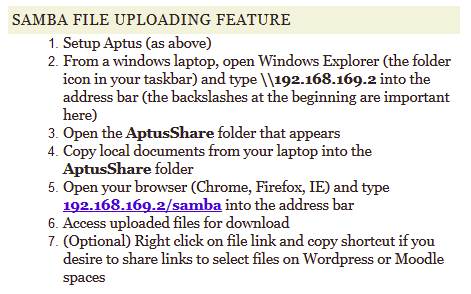 SAMBA FILE UPLOADING FEATURE
1. Setup Aptus (as above)
2. From a windows laptop, open Windows Explorer (the folder
icon in your taskbar) and type \\192.168.169.2 into the
address bar (the backslashes at the beginning are important
here)
3. Open the AptusShare folder that appears
4. Copy local documents from your laptop into the
AptusShare folder
5. Open your browser (Chrome, Firefox, IE) and type
192.168.169.2/samba into the address bar
6. Access uploaded files for download
7. (Optional) Right click on file link and copy shortcut if you
desire to share links to select files on Wordpress or Moodle
spaces